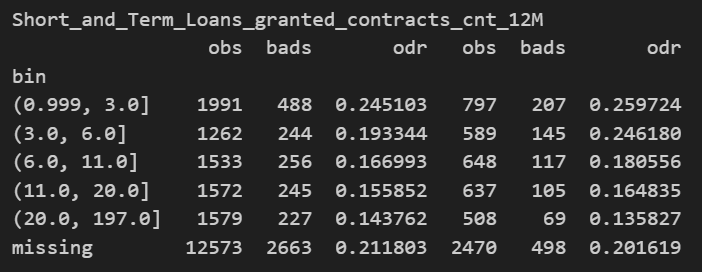 Short_and_Term_Loans_granted_contracts_cnt_12M
obs bads odr obs bads odr
bin
(0.999, 3.0] 1991 488 0.245103 797 207 0.259724
(3.0, 6.0] 1262 244 0.193344 589 145 0.246180
(6.0, 11.0] 1533 256 0.166993 648 117 0.180556
(11.0, 20.0] 1572 245 0.155852 637 105 0.164835
(20.0, 197.0] 1579 227 0.143762 508 69 0.135827
missing 12573 2663 0.211803 2470 498 0.201619